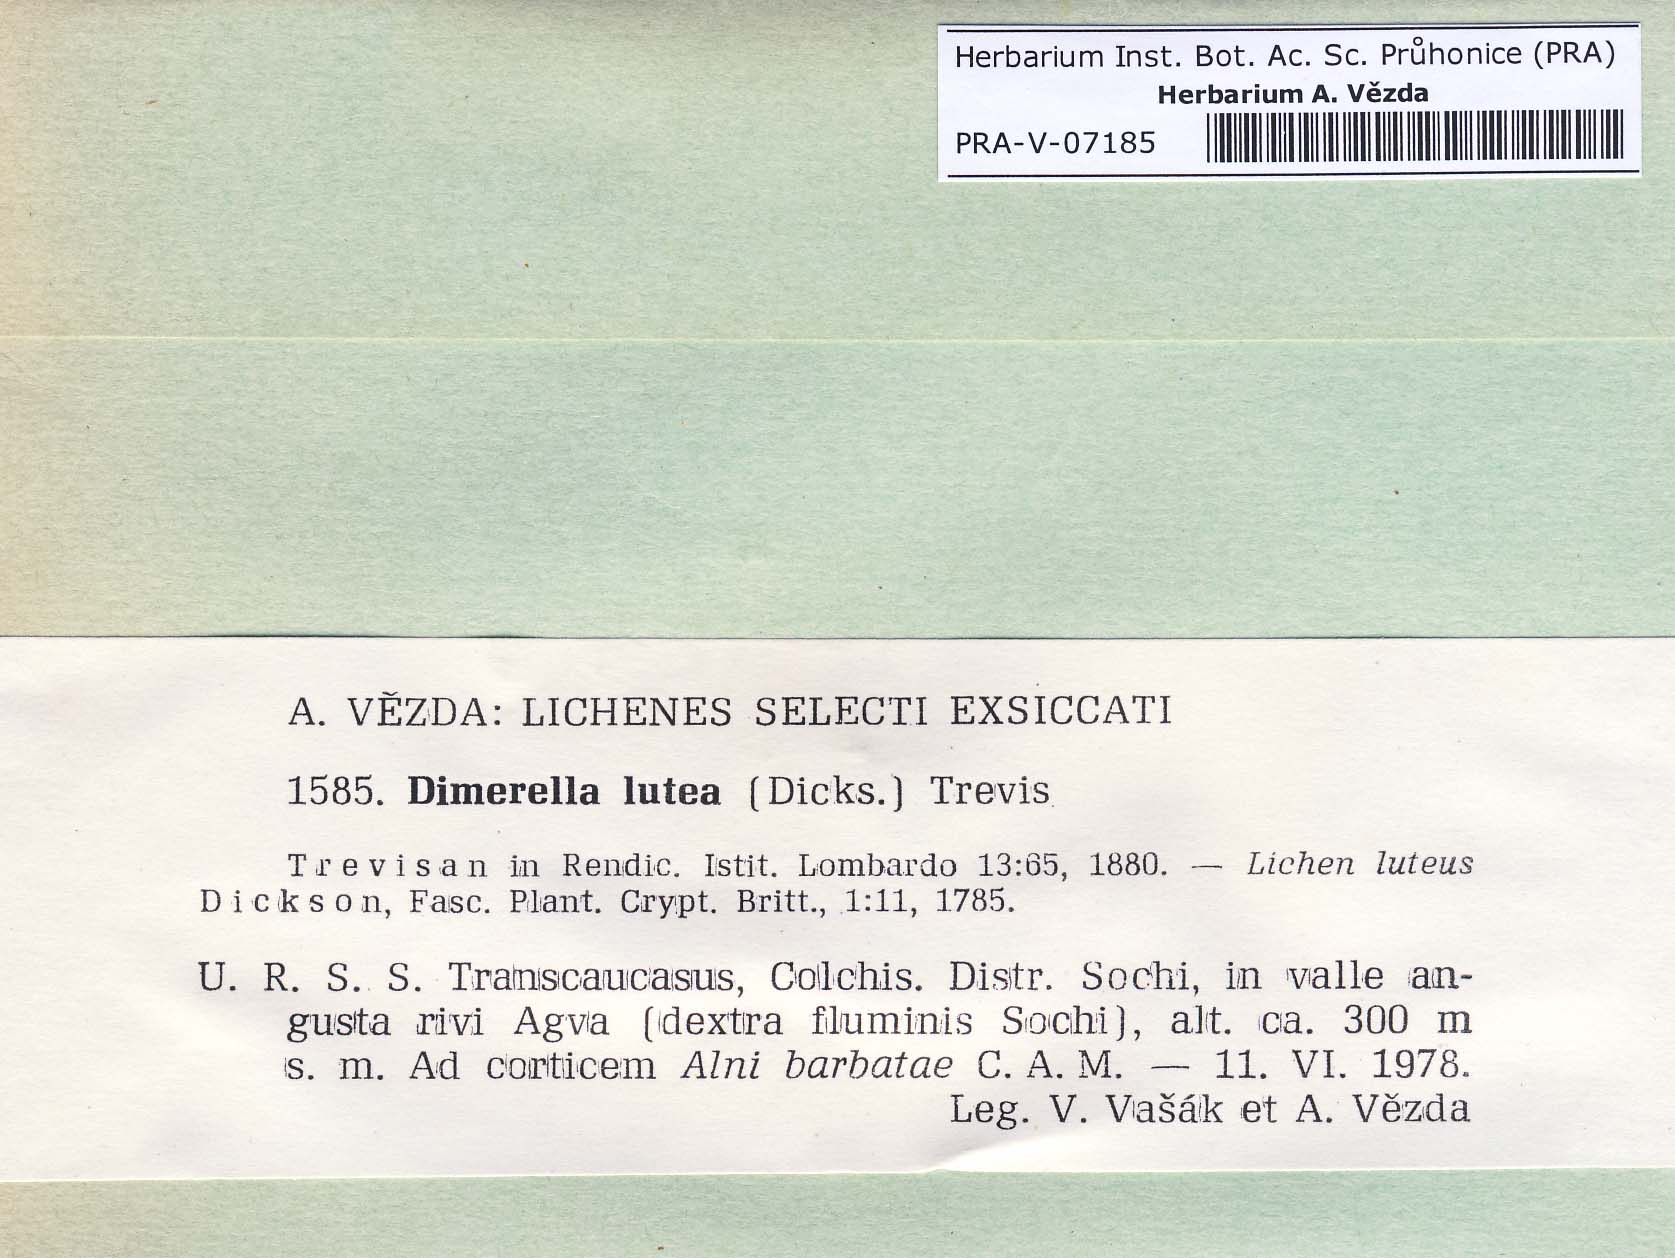 Herbarium Inst. Bot. Ac. Sc. Průhonice (PRA)
Herbarium A. Vězda
PRA-V-07185
A. VĚZDA: LICHENES SELECTI EXSICCATI
1585. Dimerella lutea (Dicks.) Trevis.
Trevisan in Rendic. Istit. Lombardo 13:65, 1880. — Lichen luteus
Dickson, Fasc. Plant. Crypt. Britt., 1:11, 1785.
U. R. S. S. Transcaucasus, Colchis. Distr. Sochi, in valle an-
gusta rivi Agva (dextra fluminis Sochi), alt. ca. 300 m
s. m. Ad corticem Alni barbatae C. A. M. — 11. VI. 1978.
Leg. V. Vašák et A. Vězda